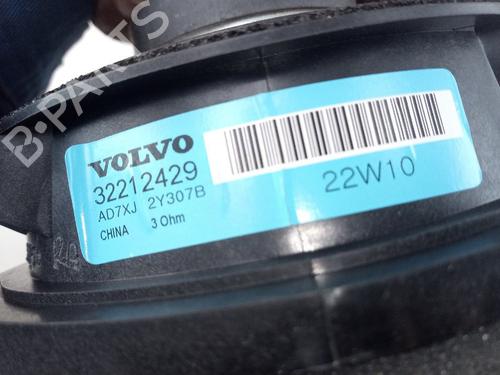 B-PARTS
VOLVO
32212429
AD7XJ 2Y307B
CHINA 3 Ohm
22W10